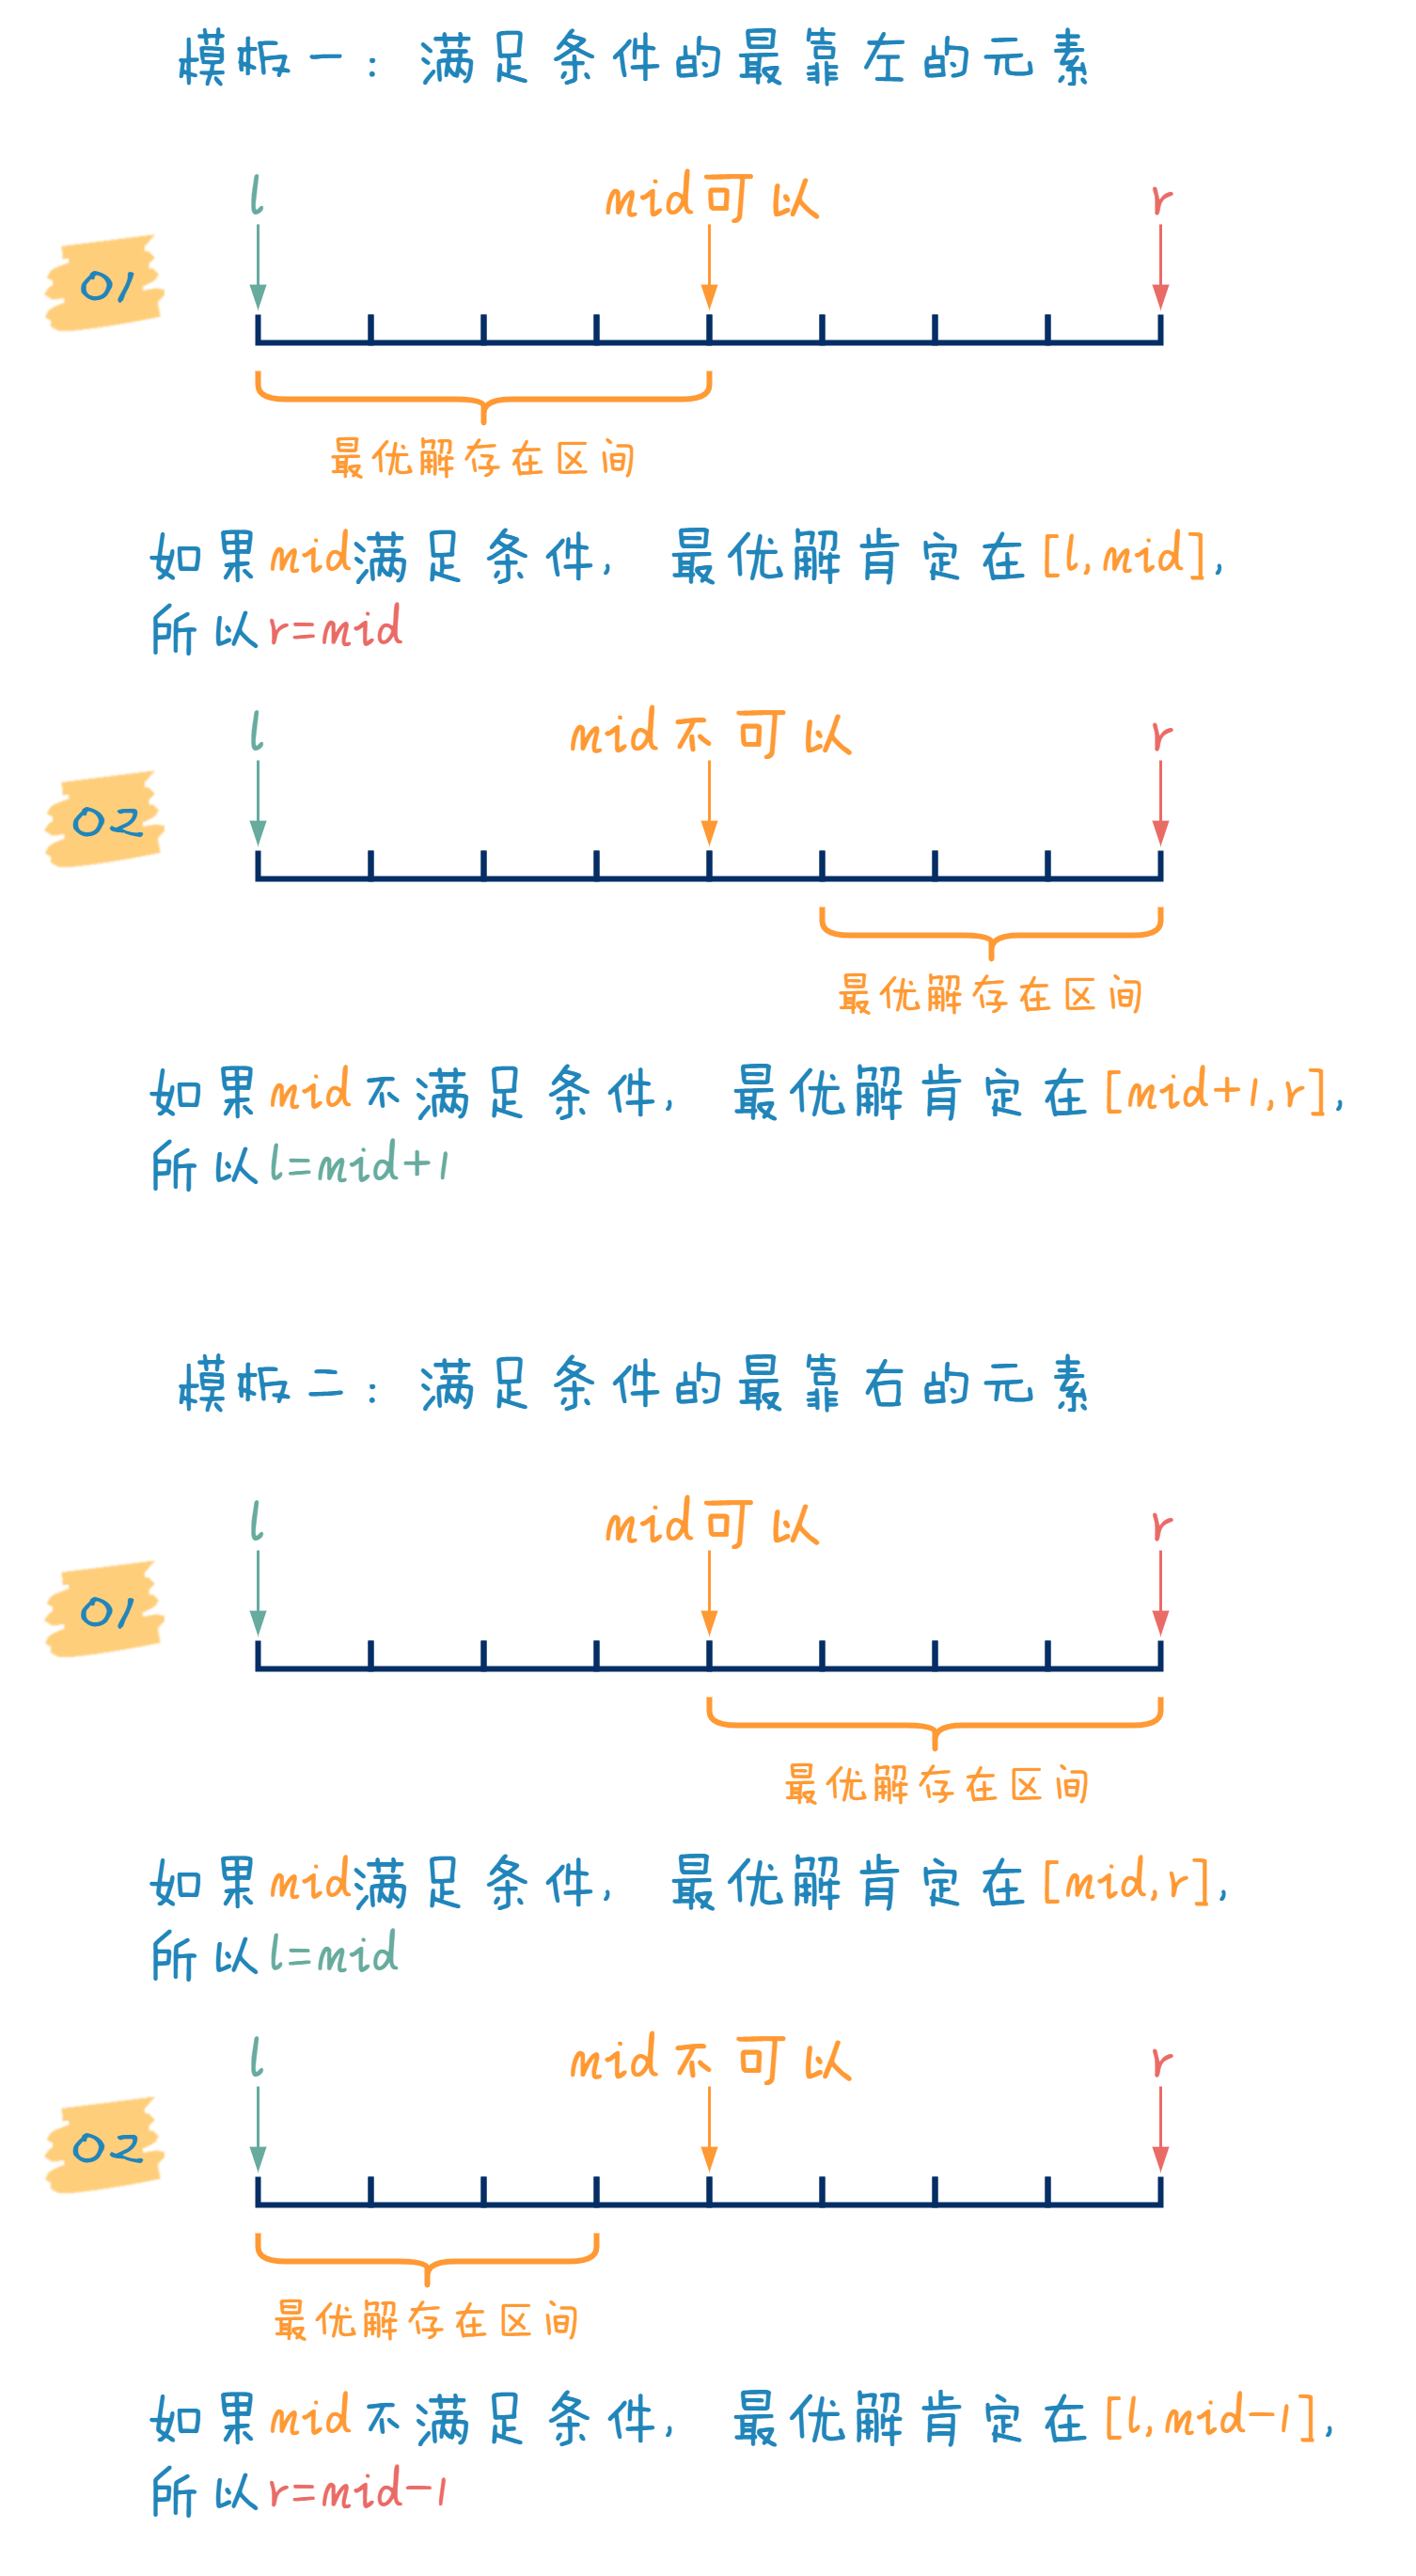 模板一：满足条件的最靠左的元素
l
mid可以
r
01
最优解存在区间
如果mid满足条件，最优解肯定在[l,mid],
所以r=mid
l
mid不可以
r
02
最优解存在区间
如果mid不满足条件，最优解肯定在[mid+1,r],
所以l=mid+1
模板二：满足条件的最靠右的元素
l
mid可以
r
01
最优解存在区间
如果mid满足条件，最优解肯定在[mid,r],
所以l=mid
l
mid不可以
r
02
最优解存在区间
如果mid不满足条件，最优解肯定在[l,mid-1],
所以r=mid-1